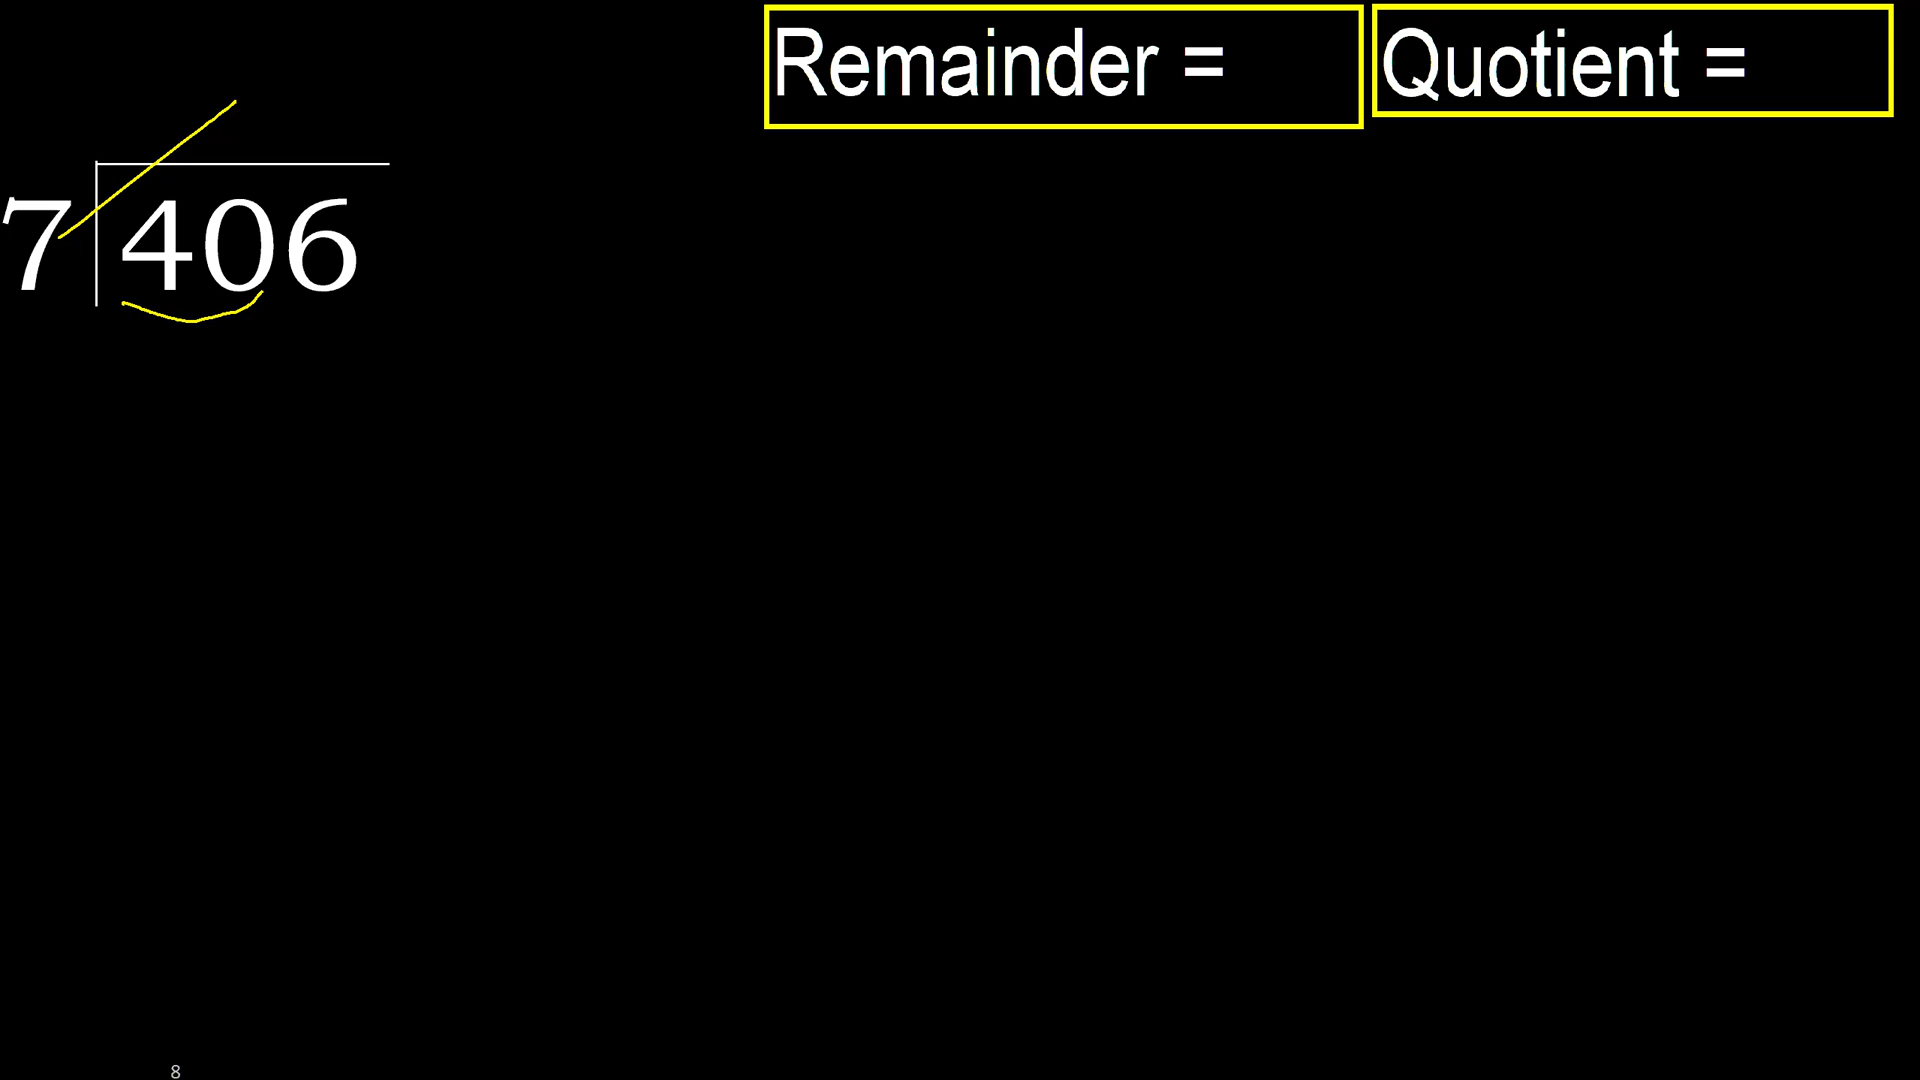 Remainder = Quotient =
7 406
8